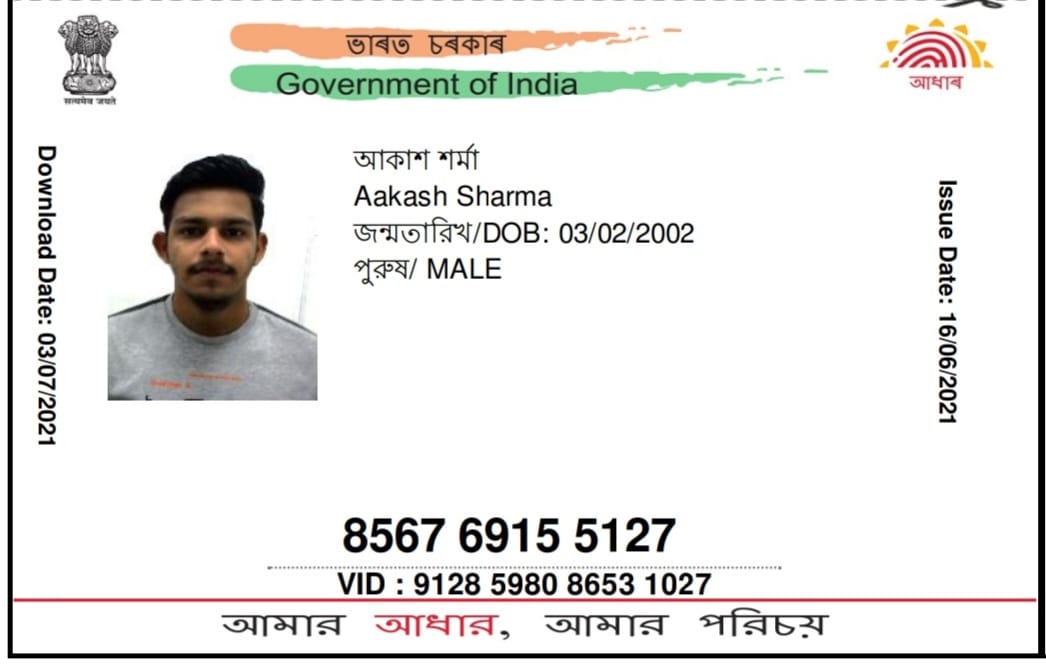 ভাৰত চৰকাৰ
Government of India
सत्यमेव जयते
আধাৰ
Download Date: 03/07/2021
আকাশ শর্মা
Aakash Sharma
জন্মতারিখ/DOB: 03/02/2002
পুরুষ/ MALE
Issue Date: 16/06/2021
8567 6915 5127
VID : 9128 5980 8653 1027
আমার আধার, আমার পরিচয়